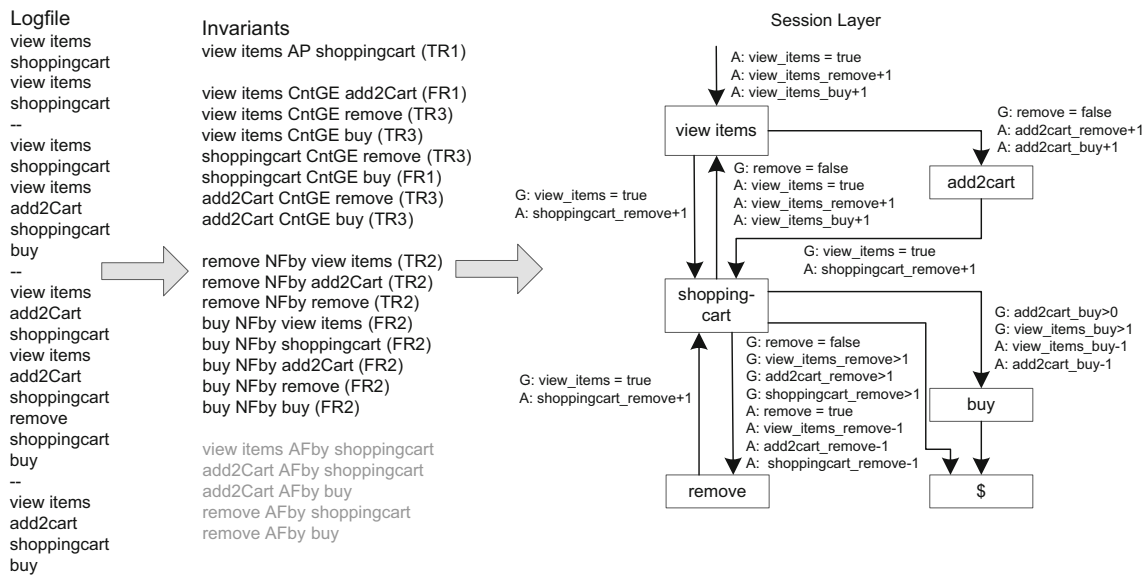 Logfile
view items
shoppingcart
view items
shoppingcart
--
view items
shoppingcart
view items
add2Cart
shoppingcart
buy
--
view items
add2Cart
shoppingcart
view items
add2Cart
shoppingcart
remove
shoppingcart
buy
--
view items
add2cart
shoppingcart
buy
Invariants
view items AP shoppingcart (TR1)
view items CntGE add2Cart (FR1)
view items CntGE remove (TR3)
view items CntGE buy (TR3)
shoppingcart CntGE remove (TR3)
shoppingcart CntGE buy (FR1)
add2Cart CntGE remove (TR3)
add2Cart CntGE buy (TR3)
remove NFby view items (TR2)
remove NFby add2Cart (TR2)
remove NFby remove (TR2)
buy NFby view items (FR2)
buy NFby shoppingcart (FR2)
buy NFby add2Cart (FR2)
buy NFby remove (FR2)
buy NFby buy (FR2)
view items AFby shoppingcart
add2Cart AFby shoppingcart
add2Cart AFby buy
remove AFby shoppingcart
remove AFby buy
Session Layer
A: view_items = true
A: view_items_remove+1
A: view_items_buy+1
view items
G: remove = false
A: add2cart_remove+1
A: add2cart_buy+1
add2cart
G: view_items = true
A: shoppingcart_remove+1
G: remove = false
A: view_items = true
A: view_items_remove+1
A: view_items_buy+1
G: view_items = true
A: shoppingcart_remove+1
shopping-
cart
G: add2cart_buy>0
G: view_items_buy>1
A: view_items_buy-1
A: add2cart_buy-1
G: remove = false
G: view_items_remove>1
G: add2cart_remove>1
G: shoppingcart_remove>1
A: remove = true
A: view_items_remove-1
A: add2cart_remove-1
A: shoppingcart_remove-1
G: view_items = true
A: shoppingcart_remove+1
buy
remove
$